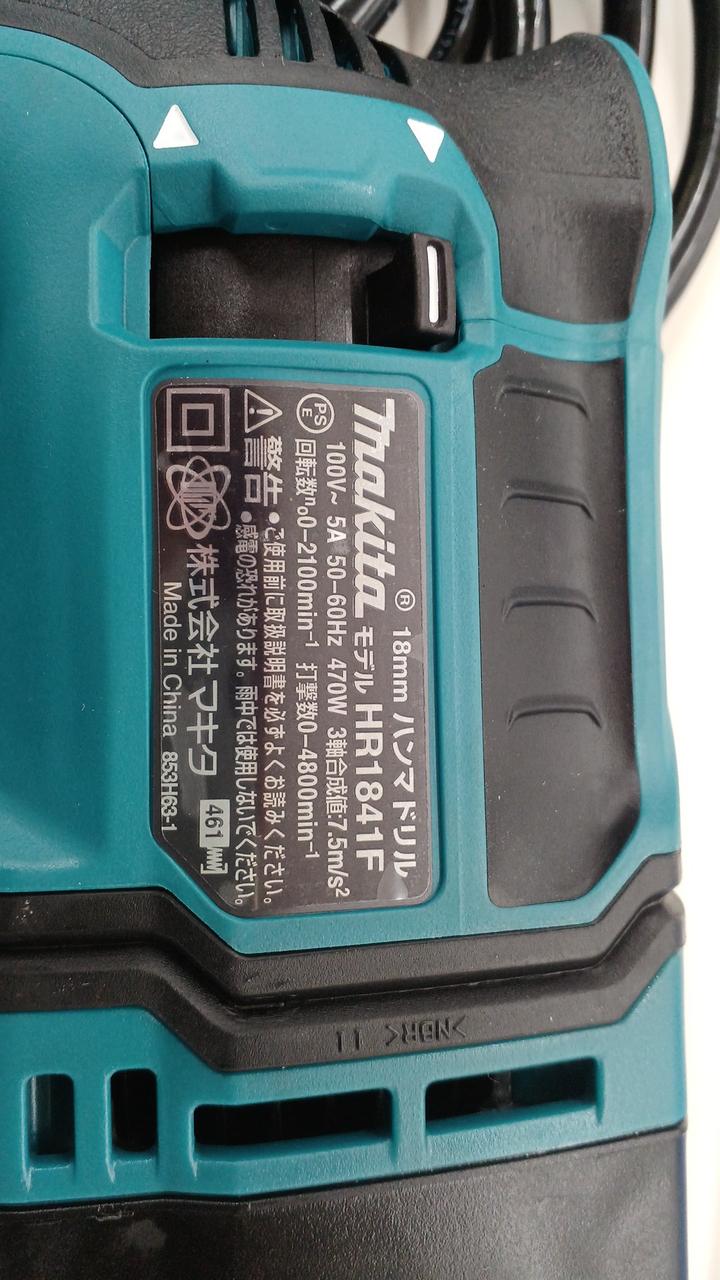 makita® 18mm ハンマドリル
モデル HR1841F
100V~ 5A 50-60Hz 470W 3軸合成値:7.5m/s²
PS E 回転数n₀0-2100min⁻¹ 打撃数0-4800min⁻¹
警告 ●ご使用前に取扱説明書を必ずよくお読みください。
●感電の恐れがあります。雨中では使用しないでください。
株式会社 マキタ 461
Made in China 853H63-1
>NBR< 11